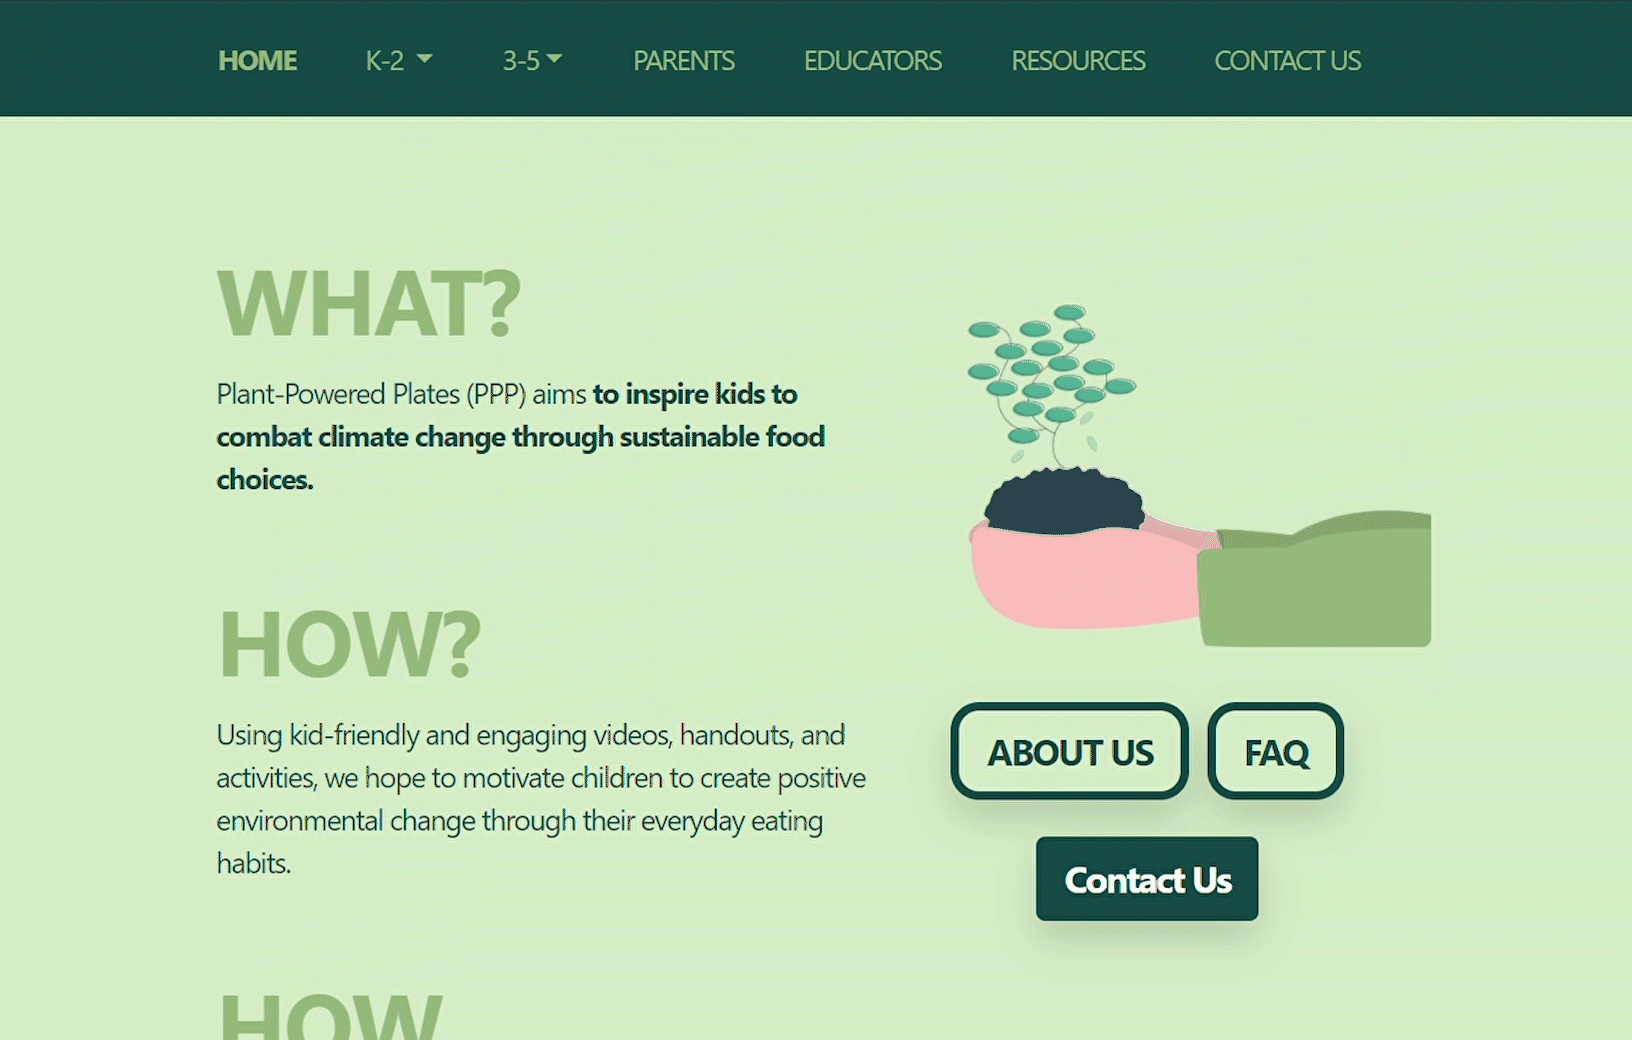 HOME K-2 3-5 PARENTS EDUCATORS RESOURCES CONTACT US
WHAT?
Plant-Powered Plates (PPP) aims to inspire kids to
combat climate change through sustainable food
choices.
HOW?
Using kid-friendly and engaging videos, handouts, and
activities, we hope to motivate children to create positive
environmental change through their everyday eating
habits.
ABOUT US FAQ
Contact Us
HOW